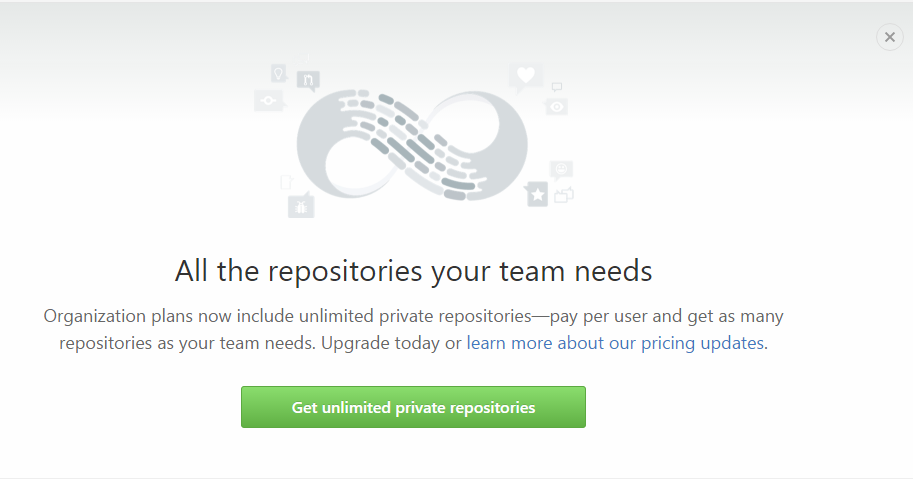 All the repositories your team needs
Organization plans now include unlimited private repositories—pay per user and get as many
repositories as your team needs. Upgrade today or learn more about our pricing updates.
Get unlimited private repositories